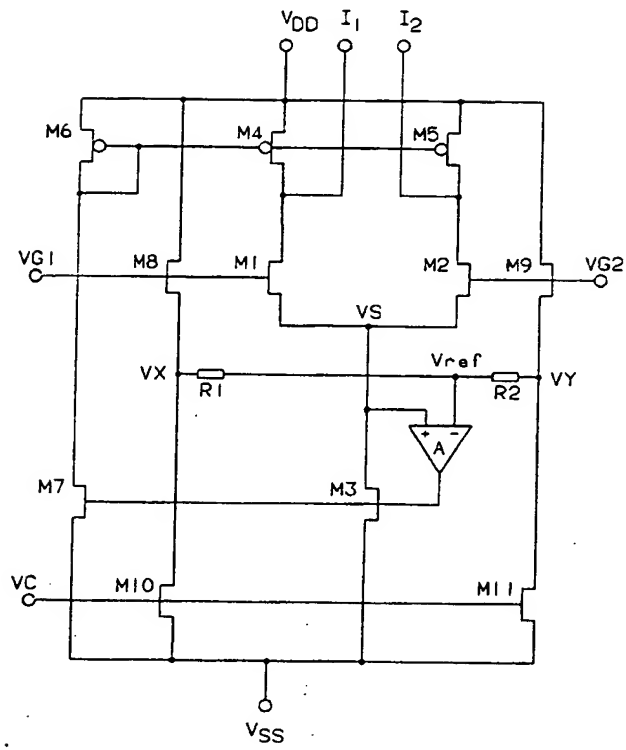 VDD I1 I2
M6 M4 M5
VG1 M8 M1 M2 M9 VG2
VS
Vref
VX R1 R2 VY
+ -
A
M7 M3
VC M10 M11
VSS